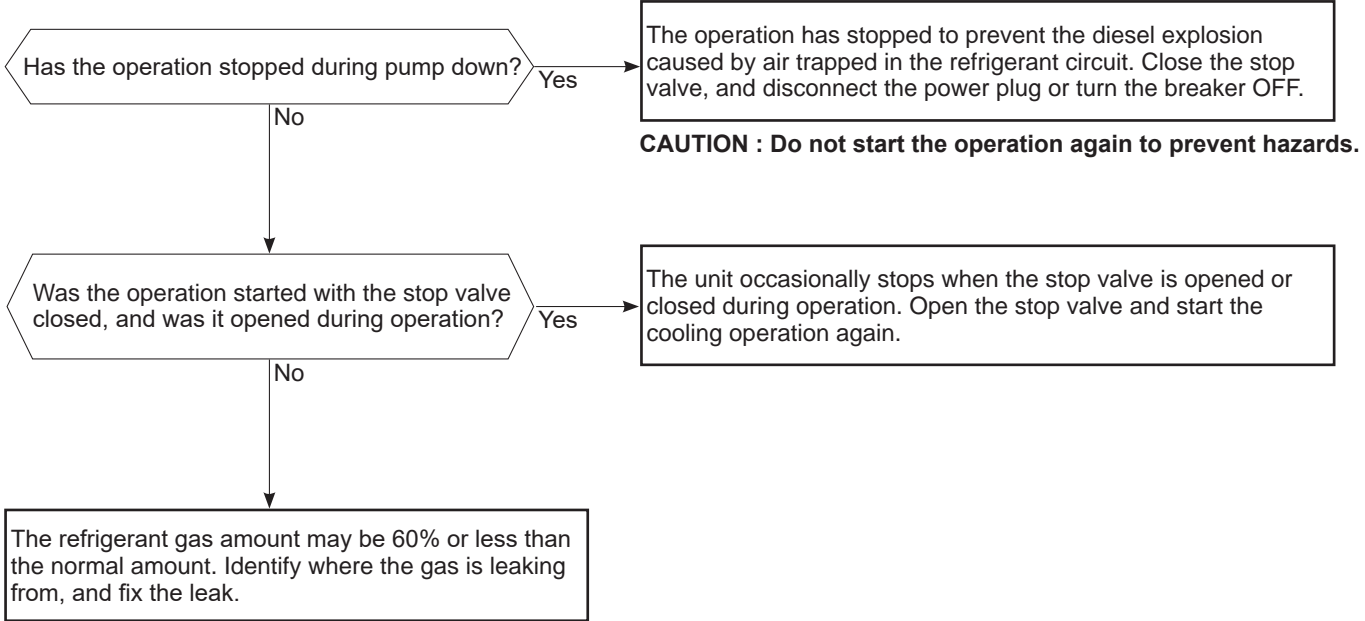 Has the operation stopped during pump down?
Yes
The operation has stopped to prevent the diesel explosion
caused by air trapped in the refrigerant circuit. Close the stop
valve, and disconnect the power plug or turn the breaker OFF.
CAUTION : Do not start the operation again to prevent hazards.
No
Was the operation started with the stop valve
closed, and was it opened during operation?
Yes
The unit occasionally stops when the stop valve is opened or
closed during operation. Open the stop valve and start the
cooling operation again.
No
The refrigerant gas amount may be 60% or less than
the normal amount. Identify where the gas is leaking
from, and fix the leak.